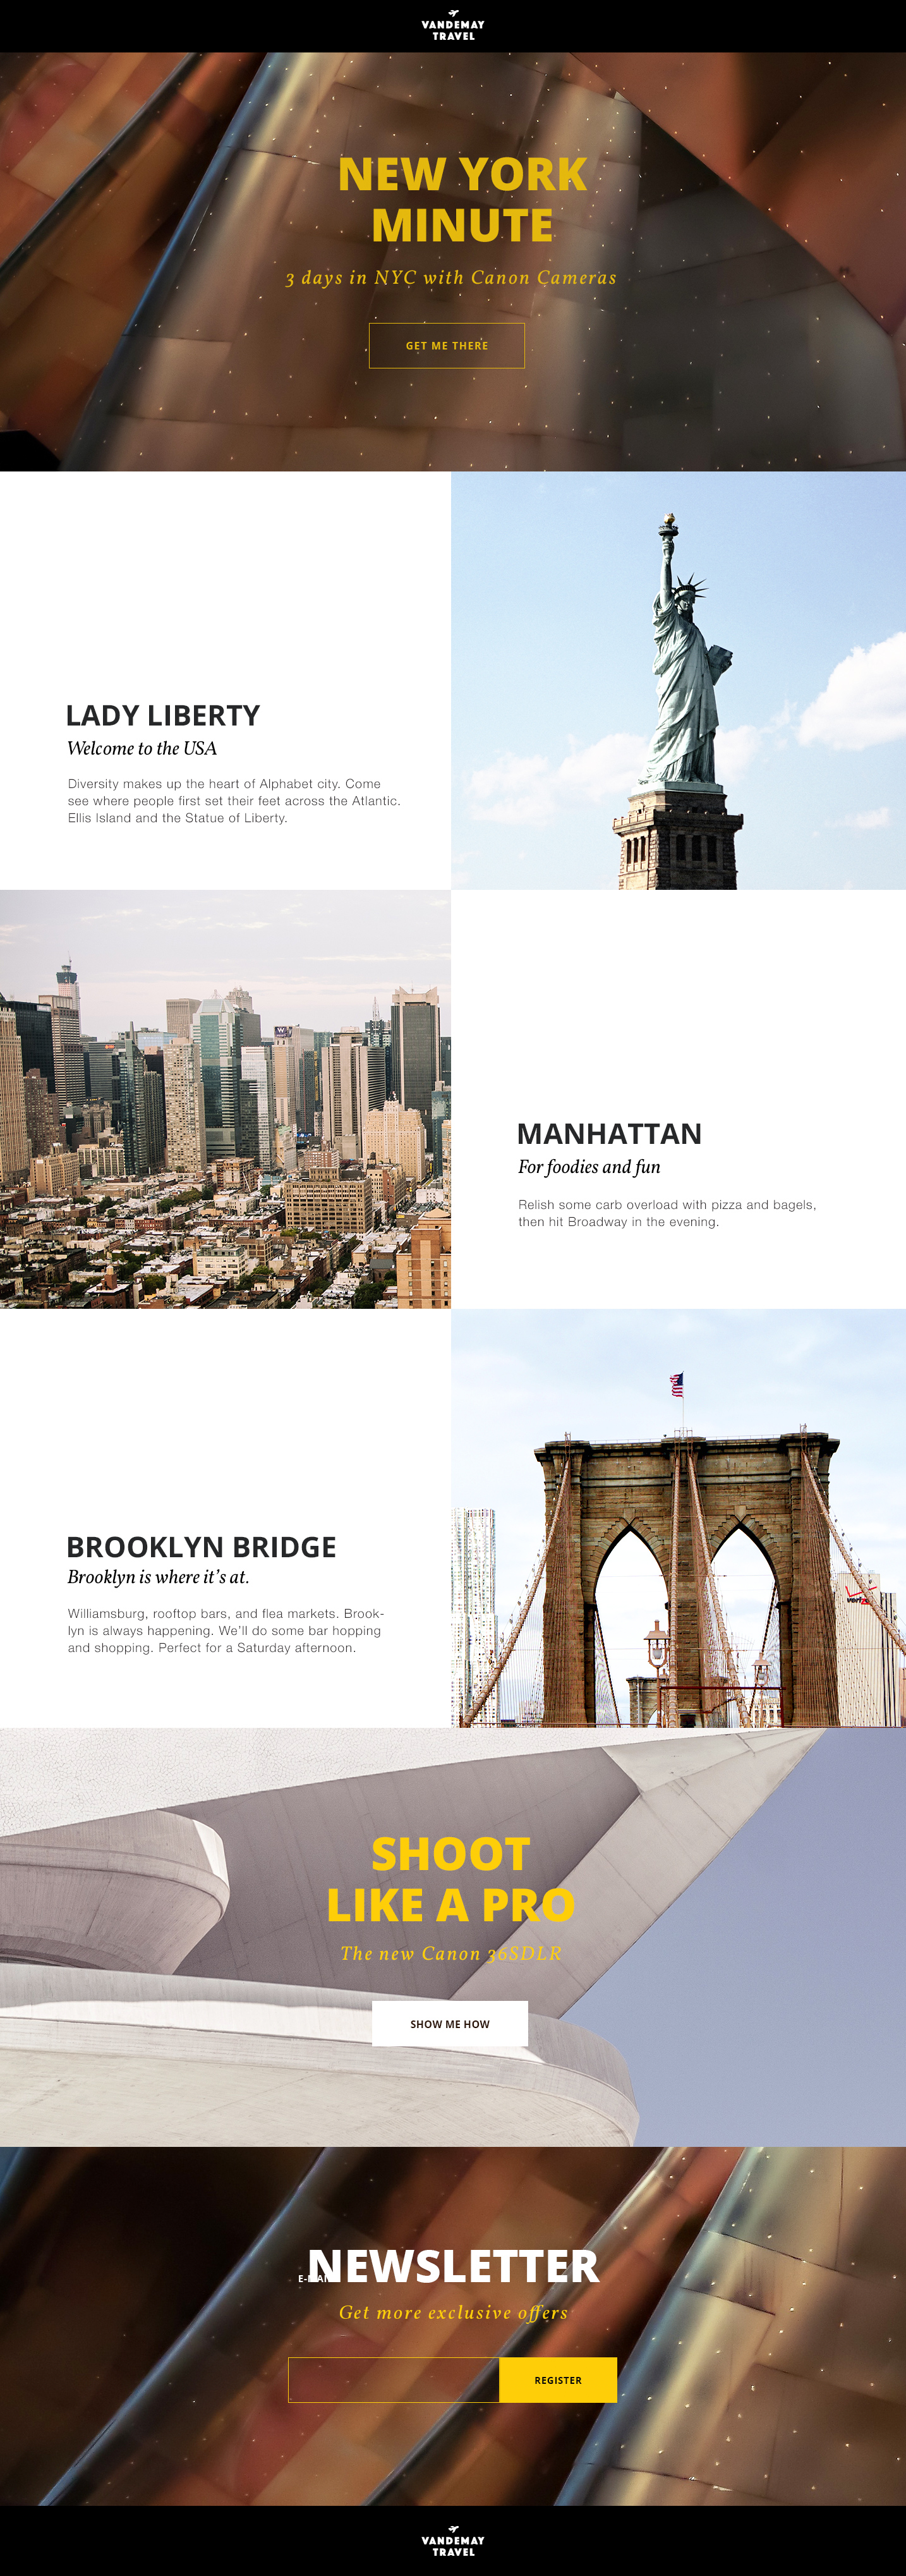 VANDEMAY
TRAVEL
NEW YORK
MINUTE
3 days in NYC with Canon Cameras
GET ME THERE
LADY LIBERTY
Welcome to the USA
Diversity makes up the heart of Alphabet city. Come
see where people first set their feet across the Atlantic.
Ellis Island and the Statue of Liberty.
W
MANHATTAN
For foodies and fun
Relish some carb overload with pizza and bagels,
then hit Broadway in the evening.
BROOKLYN BRIDGE
Brooklyn is where it's at.
Williamsburg, rooftop bars, and flea markets. Brook-
lyn is always happening. We'll do some bar hopping
and shopping. Perfect for a Saturday afternoon.
SHOOT
LIKE A PRO
The new Canon 36SDLR
SHOW ME HOW
NEWSLETTER
Get more exclusive offers
REGISTER
VANDEMAY
TRAVEL